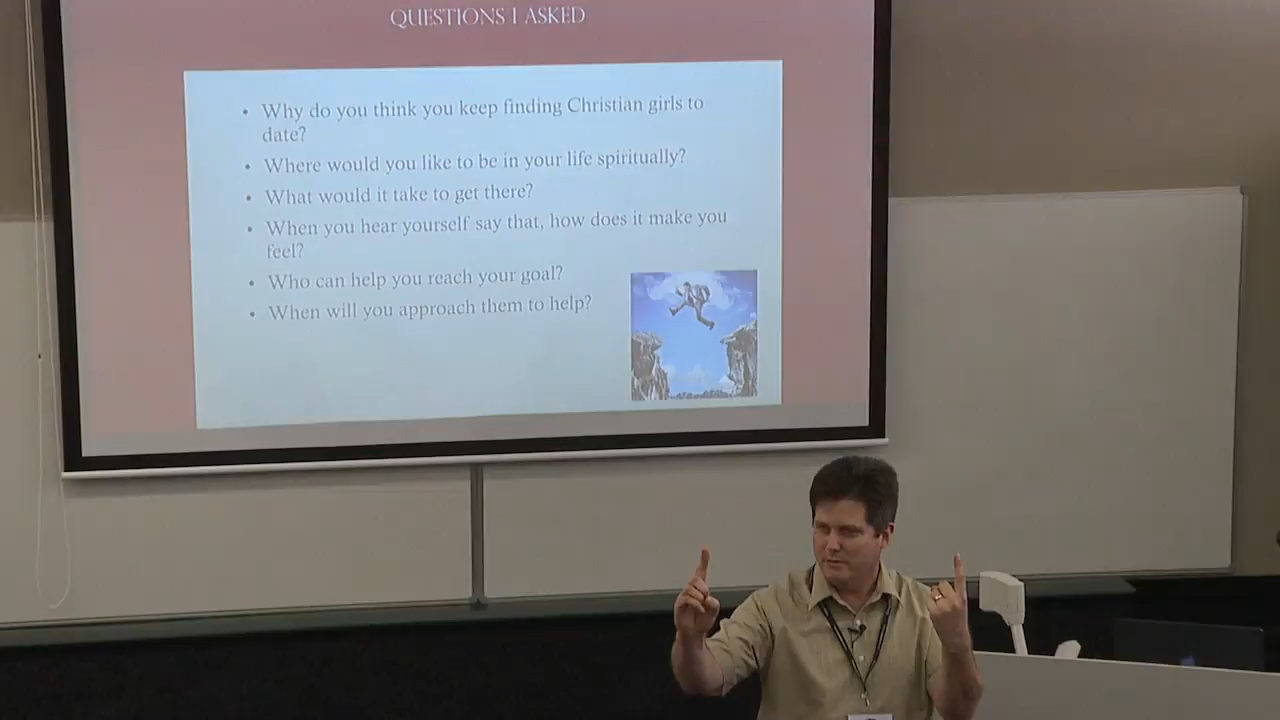 QUESTIONS I ASKED
• Why do you think you keep finding Christian girls to
date?
• Where would you like to be in your life spiritually?
• What would it take to get there?
• When you hear yourself say that, how does it make you
feel?
• Who can help you reach your goal?
• When will you approach them to help?